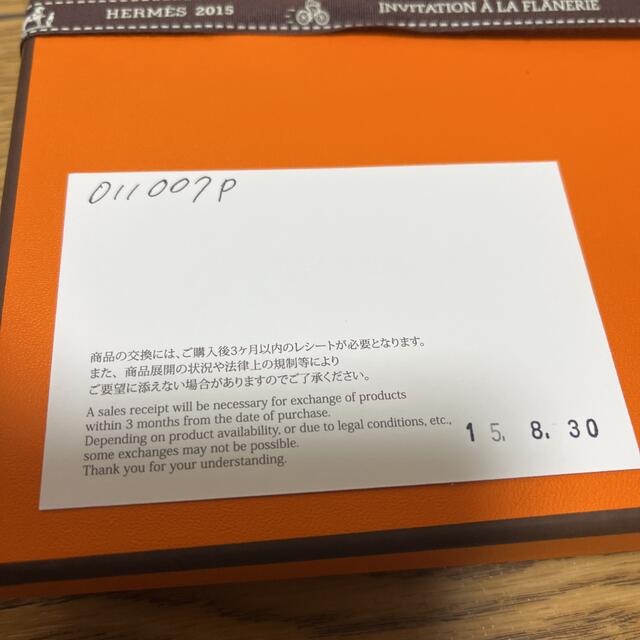 HERMÈS 2015
INVITATION À LA FLÂNERIE
011007P
商品の交換には、ご購入後3ヶ月以内のレシートが必要となります。
また、商品展開の状況や法律上の規制等により
ご要望に添えない場合がありますのでご了承ください。
A sales receipt will be necessary for exchange of products
within 3 months from the date of purchase.
Depending on product availability, or due to legal conditions, etc.,
some exchanges may not be possible.
Thank you for your understanding.
15. 8. 30